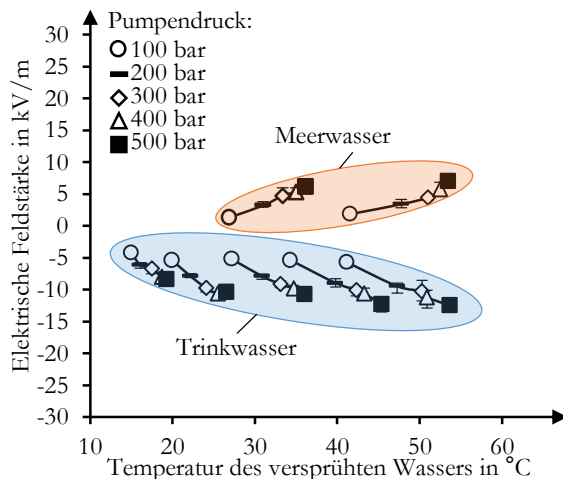 Pumpendruck:
100 bar
200 bar
300 bar
400 bar
500 bar
Meerwasser
Trinkwasser
Elektrische Feldstärke in kV/m
30
25
20
15
10
5
0
-5
-10
-15
-20
-25
-30
10 20 30 40 50 60
Temperatur des versprühten Wassers in °C